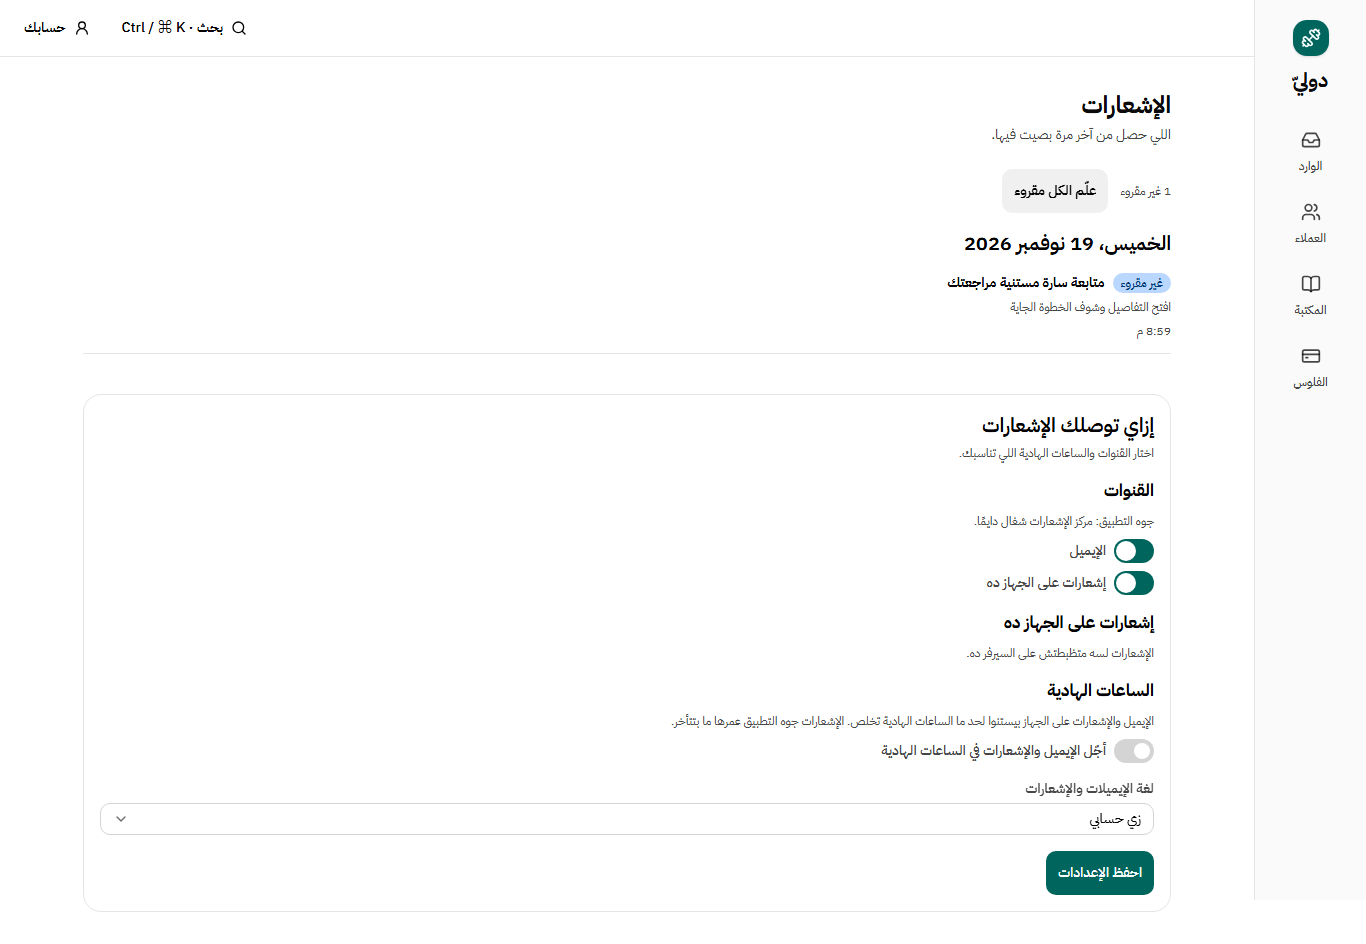 دوليّ
الوارد
العملاء
المكتبة
الفلوس
بحث · Ctrl / ⌘ K
حسابك
الإشعارات
اللي حصل من آخر مرة بصيت فيها.
1 غير مقروء
علّم الكل مقروء
الخميس، 19 نوفمبر 2026
غير مقروء متابعة سارة مستنية مراجعتك
افتح التفاصيل وشوف الخطوة الجاية
8:59 م
إزاي توصلك الإشعارات
اختار القنوات والساعات الهادية اللي تناسبك.
القنوات
جوه التطبيق: مركز الإشعارات شغال دايمًا.
الإيميل
إشعارات على الجهاز ده
إشعارات على الجهاز ده
الإشعارات لسه متظبطتش على السيرفر ده.
الساعات الهادية
الإيميل والإشعارات على الجهاز بيستنوا لحد ما الساعات الهادية تخلص. الإشعارات جوه التطبيق عمرها ما بتتأخر.
أجّل الإيميل والإشعارات في الساعات الهادية
لغة الإيميلات والإشعارات
زي حسابي
احفظ الإعدادات